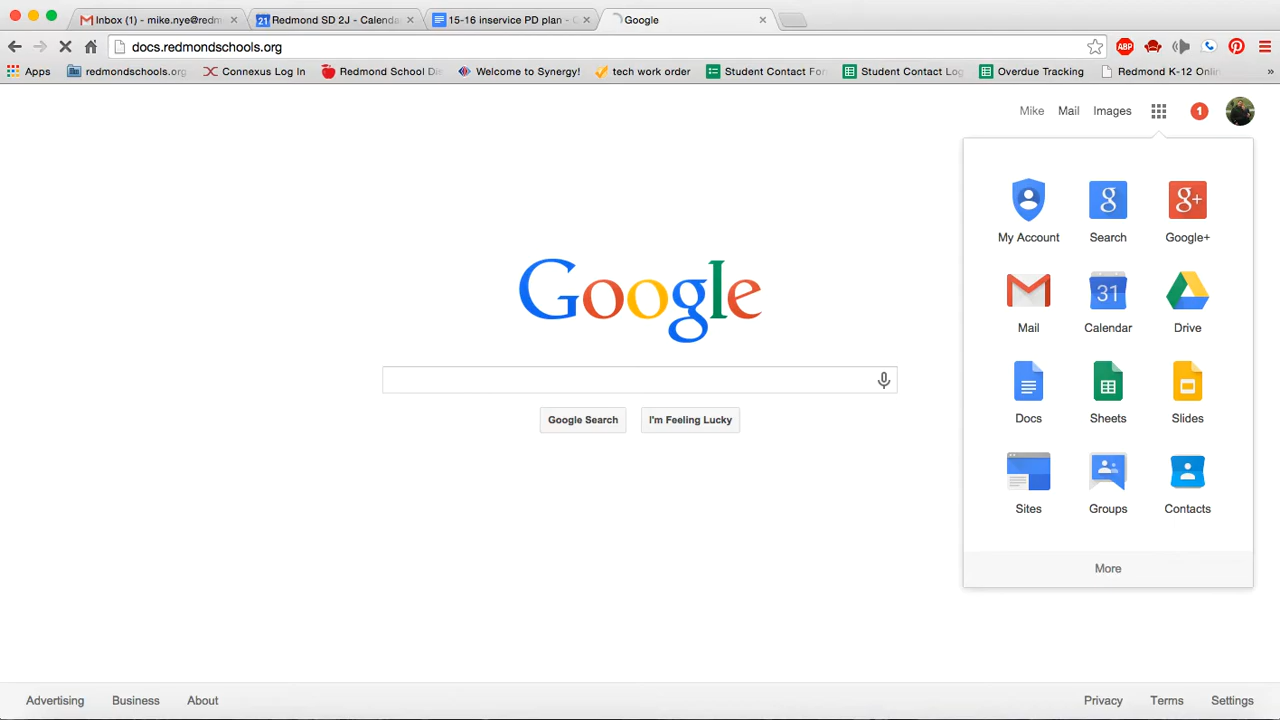 Inbox (1) - mike.nye@redm
Redmond SD 2J - Calenda
15-16 inservice PD plan - G
Google
docs.redmondschools.org
ABP
Apps
redmondschools.org
Connexus Log In
Redmond School Di
Welcome to Synergy!
tech work order
Student Contact For
Student Contact Log
Overdue Tracking
Redmond K-12 Onlin
»
Mike
Mail
Images
1
My Account
Search
Google+
Mail
Calendar
Drive
Docs
Sheets
Slides
Sites
Groups
Contacts
More
Google
Google Search
I'm Feeling Lucky
Advertising
Business
About
Privacy
Terms
Settings